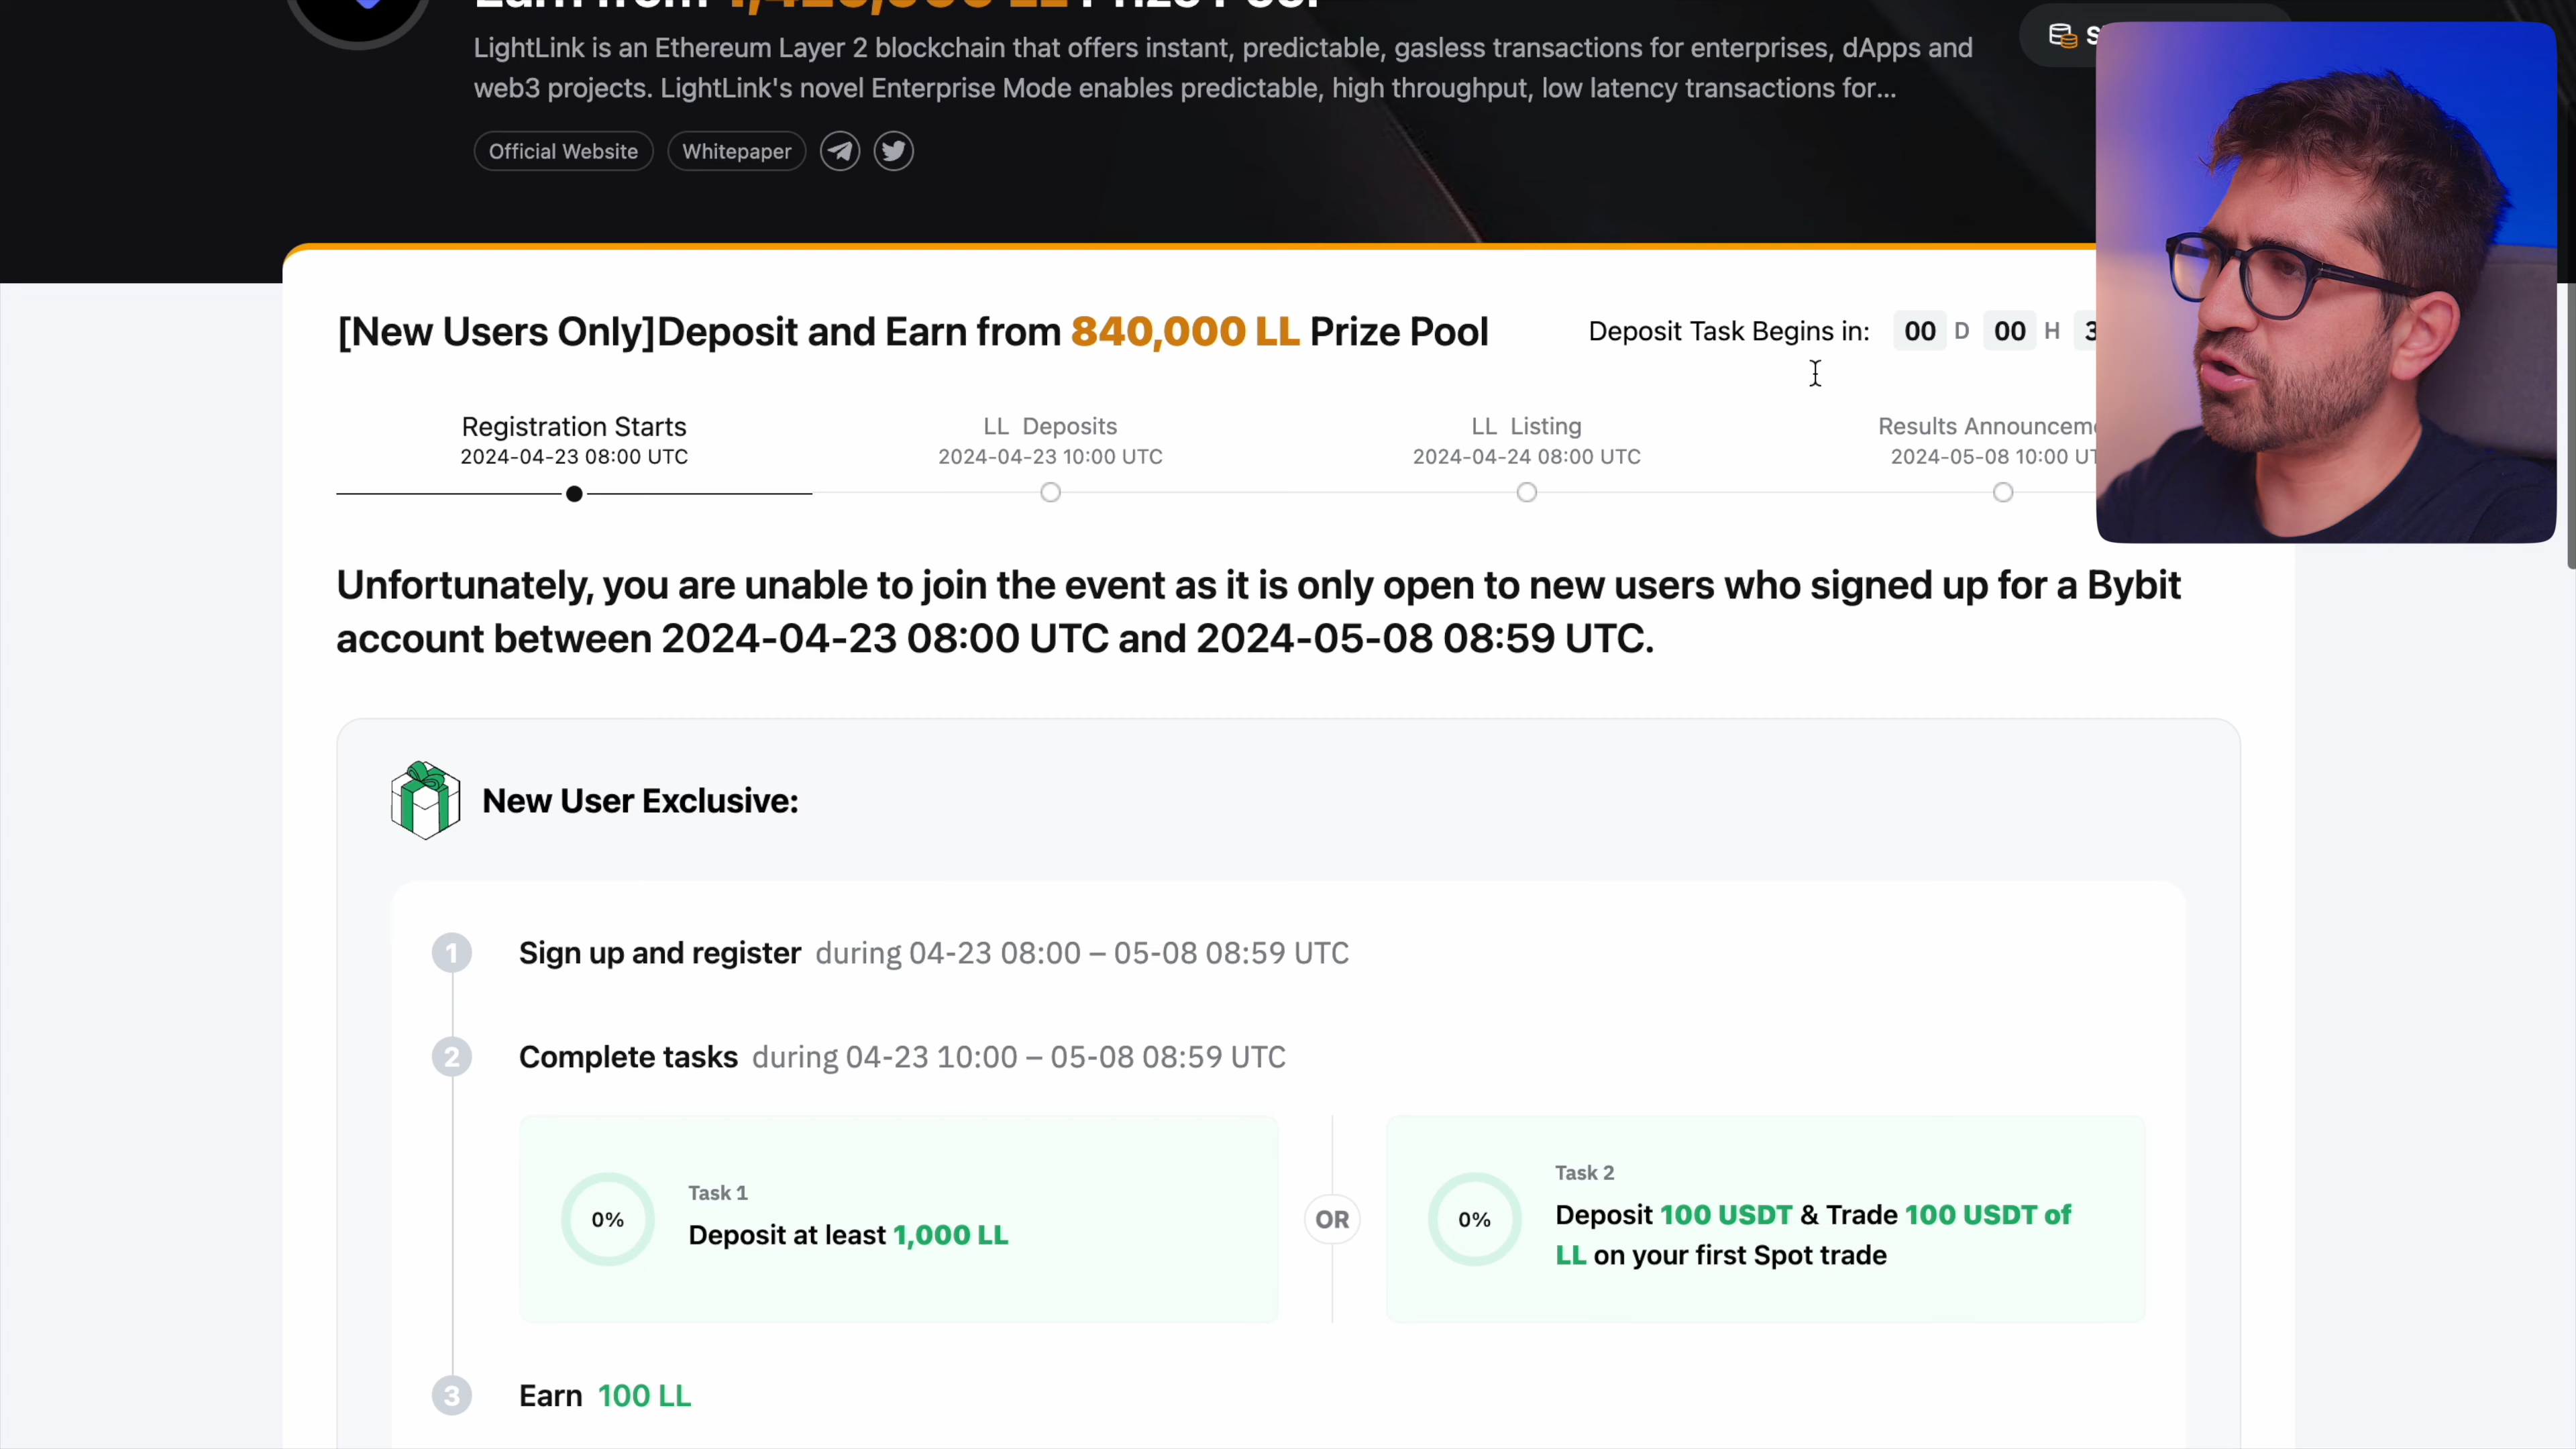 LightLink is an Ethereum Layer 2 blockchain that offers instant, predictable, gasless transactions for enterprises, dApps and
web3 projects. LightLink's novel Enterprise Mode enables predictable, high throughput, low latency transactions for...
Official Website Whitepaper
[New Users Only]Deposit and Earn from 840,000 LL Prize Pool
Deposit Task Begins in: 00 D 00 H
Registration Starts
2024-04-23 08:00 UTC
LL Deposits
2024-04-23 10:00 UTC
LL Listing
2024-04-24 08:00 UTC
Results
2024-05-08 10:00
Unfortunately, you are unable to join the event as it is only open to new users who signed up for a Bybit
account between 2024-04-23 08:00 UTC and 2024-05-08 08:59 UTC.
New User Exclusive:
1 Sign up and register during 04-23 08:00 – 05-08 08:59 UTC
2 Complete tasks during 04-23 10:00 – 05-08 08:59 UTC
0%
Task 1
Deposit at least 1,000 LL
OR
0%
Task 2
Deposit 100 USDT & Trade 100 USDT of
LL on your first Spot trade
3 Earn 100 LL